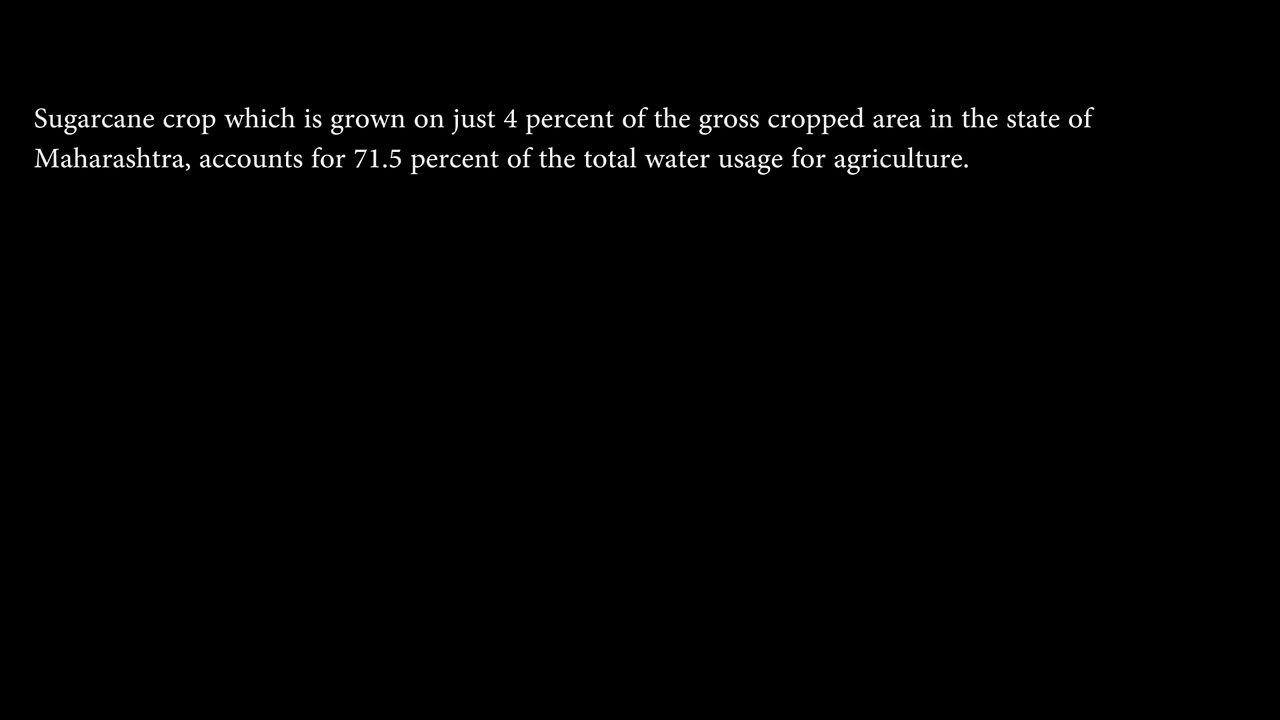 Sugarcane crop which is grown on just 4 percent of the gross cropped area in the state of
Maharashtra, accounts for 71.5 percent of the total water usage for agriculture.